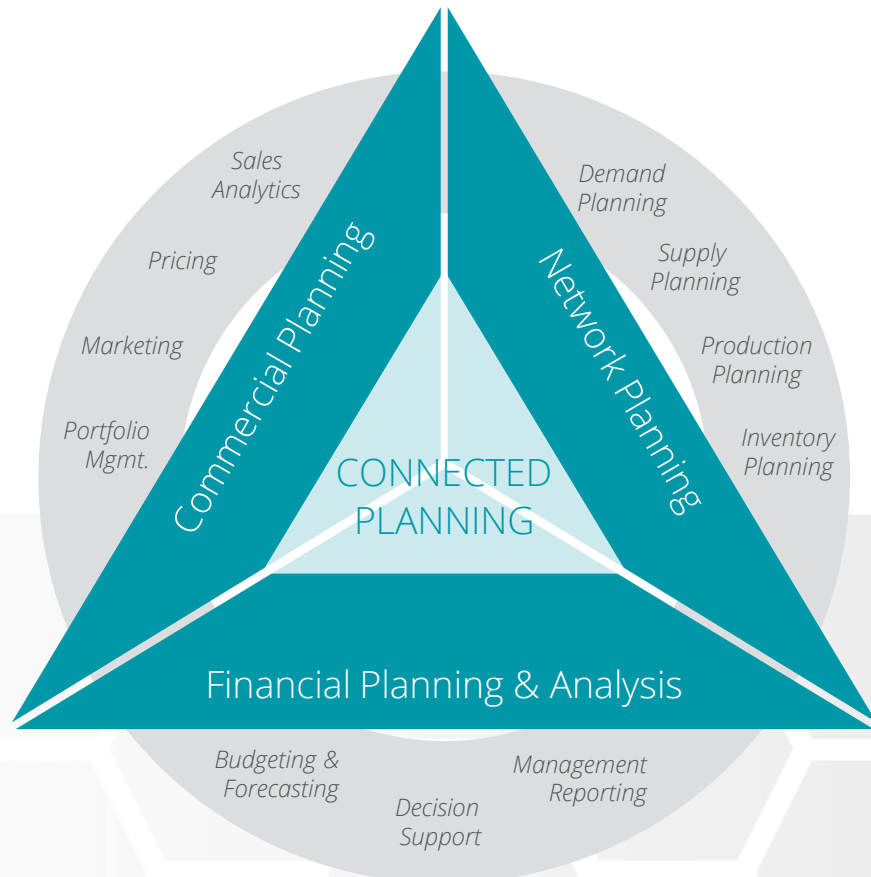 Sales
Analytics
Pricing
Marketing
Portfolio
Mgmt.
Commercial Planning
CONNECTED
PLANNING
Network Planning
Demand
Planning
Supply
Planning
Production
Planning
Inventory
Planning
Financial Planning & Analysis
Budgeting &
Forecasting
Decision
Support
Management
Reporting